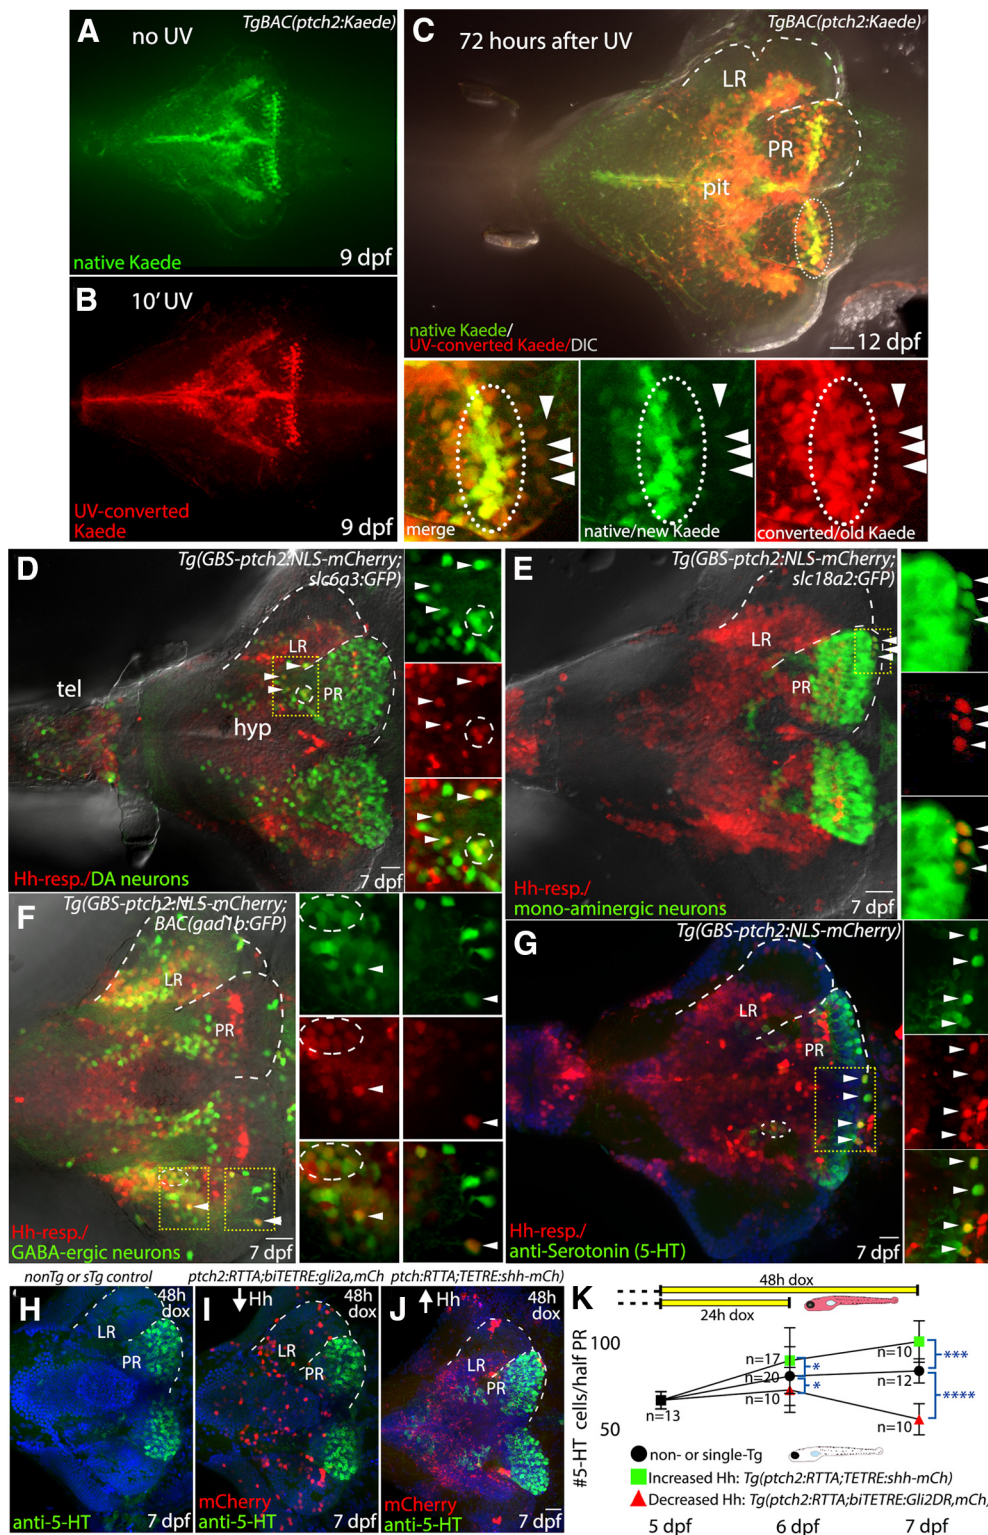 A
no UV
TgBAC(ptch2:Kaede)
native Kaede
9 dpf
B
10' UV
UV-converted
Kaede
9 dpf
C
72 hours after UV
TgBAC(ptch2:Kaede)
LR
PR
pit
native Kaede/
UV-converted Kaede/DIC
12 dpf
merge
native/new Kaede
converted/old Kaede
D
Tg(GBS-ptch2:NLS-mCherry;
slc6a3:GFP)
LR
PR
tel
hyp
Hh-resp./DA neurons
7 dpf
E
Tg(GBS-ptch2:NLS-mCherry;
slc18a2:GFP)
LR
PR
Hh-resp./
mono-aminergic neurons
7 dpf
F
Tg(GBS-ptch2:NLS-mCherry;
BAC(gad1b:GFP)
LR
PR
Hh-resp./
GABA-ergic neurons
7 dpf
G
Tg(GBS-ptch2:NLS-mCherry)
LR
PR
Hh-resp./
anti-Serotonin (5-HT)
7 dpf
nonTg or sTg control
H
48h
dox
LR
PR
anti-5-HT
7 dpf
ptch2:RTTA;biTETRE:gli2a,mCh
I
↓Hh
48h
dox
LR
PR
mCherry
anti-5-HT
7 dpf
ptch:RTTA;TETRE:shh-mCh)
J
↑Hh
48h
dox
LR
PR
mCherry
anti-5-HT
7 dpf
K
48h dox
24h dox
#5-HT cells/half PR
100
50
n=13
n=17
n=20
n=10
*
*
n=10
n=12
n=10
***
****
non- or single-Tg
Increased Hh: Tg(ptch2:RTTA;TETRE:shh-mCh)
Decreased Hh: Tg(ptch2:RTTA;biTETRE:Gli2DR,mCh,
5 dpf
6 dpf
7 dpf